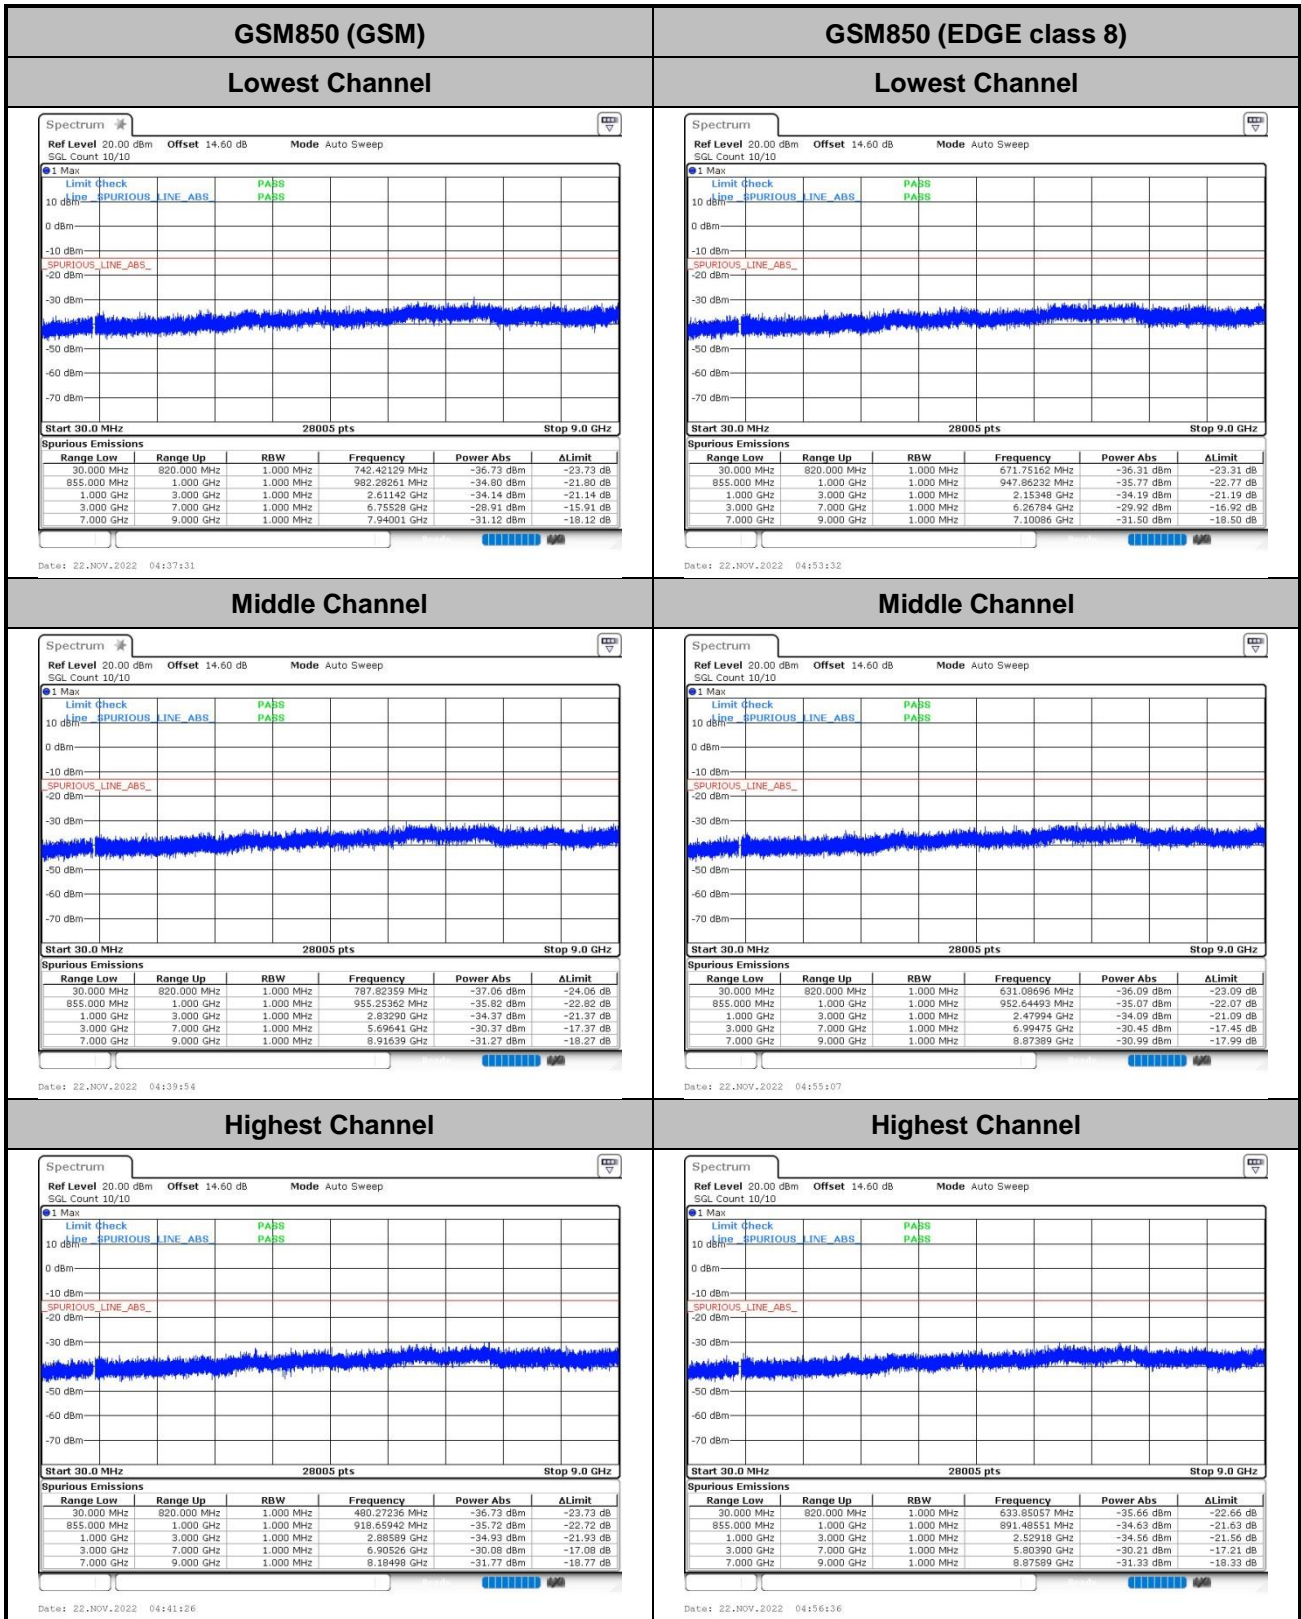 GSM850 (GSM)
GSM850 (EDGE class 8)
Lowest Channel
Lowest Channel
Spectrum
Ref Level 20.00 dBm Offset 14.60 dB Mode Auto Sweep
SGL Count 10/10
1 Max
Limit Check PASS
10 dBm Line _SPURIOUS_LINE_ABS_ PASS
0 dBm
-10 dBm
_SPURIOUS_LINE_ABS_
-20 dBm
-30 dBm
-50 dBm
-60 dBm
-70 dBm
Start 30.0 MHz 28005 pts Stop 9.0 GHz
Spurious Emissions
Range Low Range Up RBW Frequency Power Abs ΔLimit
30.000 MHz 820.000 MHz 1.000 MHz 742.42129 MHz -36.73 dBm -23.73 dB
855.000 MHz 1.000 GHz 1.000 MHz 982.28261 MHz -34.80 dBm -21.80 dB
1.000 GHz 3.000 GHz 1.000 MHz 2.61142 GHz -34.14 dBm -21.14 dB
3.000 GHz 7.000 GHz 1.000 MHz 6.75528 GHz -28.91 dBm -15.91 dB
7.000 GHz 9.000 GHz 1.000 MHz 7.94001 GHz -31.12 dBm -18.12 dB
Date: 22.NOV.2022 04:37:31
Spectrum
Ref Level 20.00 dBm Offset 14.60 dB Mode Auto Sweep
SGL Count 10/10
1 Max
Limit Check PASS
10 dBm Line _SPURIOUS_LINE_ABS_ PASS
0 dBm
-10 dBm
_SPURIOUS_LINE_ABS_
-20 dBm
-30 dBm
-50 dBm
-60 dBm
-70 dBm
Start 30.0 MHz 28005 pts Stop 9.0 GHz
Spurious Emissions
Range Low Range Up RBW Frequency Power Abs ΔLimit
30.000 MHz 820.000 MHz 1.000 MHz 671.75162 MHz -36.31 dBm -23.31 dB
855.000 MHz 1.000 GHz 1.000 MHz 947.86232 MHz -35.77 dBm -22.77 dB
1.000 GHz 3.000 GHz 1.000 MHz 2.15348 GHz -34.19 dBm -21.19 dB
3.000 GHz 7.000 GHz 1.000 MHz 6.26784 GHz -29.92 dBm -16.92 dB
7.000 GHz 9.000 GHz 1.000 MHz 7.10086 GHz -31.50 dBm -18.50 dB
Date: 22.NOV.2022 04:53:32
Middle Channel
Middle Channel
Spectrum
Ref Level 20.00 dBm Offset 14.60 dB Mode Auto Sweep
SGL Count 10/10
1 Max
Limit Check PASS
10 dBm Line _SPURIOUS_LINE_ABS_ PASS
0 dBm
-10 dBm
_SPURIOUS_LINE_ABS_
-20 dBm
-30 dBm
-50 dBm
-60 dBm
-70 dBm
Start 30.0 MHz 28005 pts Stop 9.0 GHz
Spurious Emissions
Range Low Range Up RBW Frequency Power Abs ΔLimit
30.000 MHz 820.000 MHz 1.000 MHz 787.82359 MHz -37.06 dBm -24.06 dB
855.000 MHz 1.000 GHz 1.000 MHz 955.25362 MHz -35.82 dBm -22.82 dB
1.000 GHz 3.000 GHz 1.000 MHz 2.83290 GHz -34.37 dBm -21.37 dB
3.000 GHz 7.000 GHz 1.000 MHz 5.69641 GHz -30.37 dBm -17.37 dB
7.000 GHz 9.000 GHz 1.000 MHz 8.91639 GHz -31.27 dBm -18.27 dB
Date: 22.NOV.2022 04:39:54
Spectrum
Ref Level 20.00 dBm Offset 14.60 dB Mode Auto Sweep
SGL Count 10/10
1 Max
Limit Check PASS
10 dBm Line _SPURIOUS_LINE_ABS_ PASS
0 dBm
-10 dBm
_SPURIOUS_LINE_ABS_
-20 dBm
-30 dBm
-50 dBm
-60 dBm
-70 dBm
Start 30.0 MHz 28005 pts Stop 9.0 GHz
Spurious Emissions
Range Low Range Up RBW Frequency Power Abs ΔLimit
30.000 MHz 820.000 MHz 1.000 MHz 631.08696 MHz -36.09 dBm -23.09 dB
855.000 MHz 1.000 GHz 1.000 MHz 952.64493 MHz -35.07 dBm -22.07 dB
1.000 GHz 3.000 GHz 1.000 MHz 2.47994 GHz -34.09 dBm -21.09 dB
3.000 GHz 7.000 GHz 1.000 MHz 6.99475 GHz -30.45 dBm -17.45 dB
7.000 GHz 9.000 GHz 1.000 MHz 8.87389 GHz -30.99 dBm -17.99 dB
Date: 22.NOV.2022 04:55:07
Highest Channel
Highest Channel
Spectrum
Ref Level 20.00 dBm Offset 14.60 dB Mode Auto Sweep
SGL Count 10/10
1 Max
Limit Check PASS
10 dBm Line _SPURIOUS_LINE_ABS_ PASS
0 dBm
-10 dBm
_SPURIOUS_LINE_ABS_
-20 dBm
-30 dBm
-50 dBm
-60 dBm
-70 dBm
Start 30.0 MHz 28005 pts Stop 9.0 GHz
Spurious Emissions
Range Low Range Up RBW Frequency Power Abs ΔLimit
30.000 MHz 820.000 MHz 1.000 MHz 480.27236 MHz -36.73 dBm -23.73 dB
855.000 MHz 1.000 GHz 1.000 MHz 918.65942 MHz -35.72 dBm -22.72 dB
1.000 GHz 3.000 GHz 1.000 MHz 2.88589 GHz -34.93 dBm -21.93 dB
3.000 GHz 7.000 GHz 1.000 MHz 6.90526 GHz -30.08 dBm -17.08 dB
7.000 GHz 9.000 GHz 1.000 MHz 8.18498 GHz -31.77 dBm -18.77 dB
Date: 22.NOV.2022 04:41:26
Spectrum
Ref Level 20.00 dBm Offset 14.60 dB Mode Auto Sweep
SGL Count 10/10
1 Max
Limit Check PASS
10 dBm Line _SPURIOUS_LINE_ABS_ PASS
0 dBm
-10 dBm
_SPURIOUS_LINE_ABS_
-20 dBm
-30 dBm
-50 dBm
-60 dBm
-70 dBm
Start 30.0 MHz 28005 pts Stop 9.0 GHz
Spurious Emissions
Range Low Range Up RBW Frequency Power Abs ΔLimit
30.000 MHz 820.000 MHz 1.000 MHz 633.85057 MHz -35.66 dBm -22.66 dB
855.000 MHz 1.000 GHz 1.000 MHz 891.48551 MHz -34.63 dBm -21.63 dB
1.000 GHz 3.000 GHz 1.000 MHz 2.52918 GHz -34.56 dBm -21.56 dB
3.000 GHz 7.000 GHz 1.000 MHz 5.80390 GHz -30.21 dBm -17.21 dB
7.000 GHz 9.000 GHz 1.000 MHz 8.87589 GHz -31.33 dBm -18.33 dB
Date: 22.NOV.2022 04:56:36